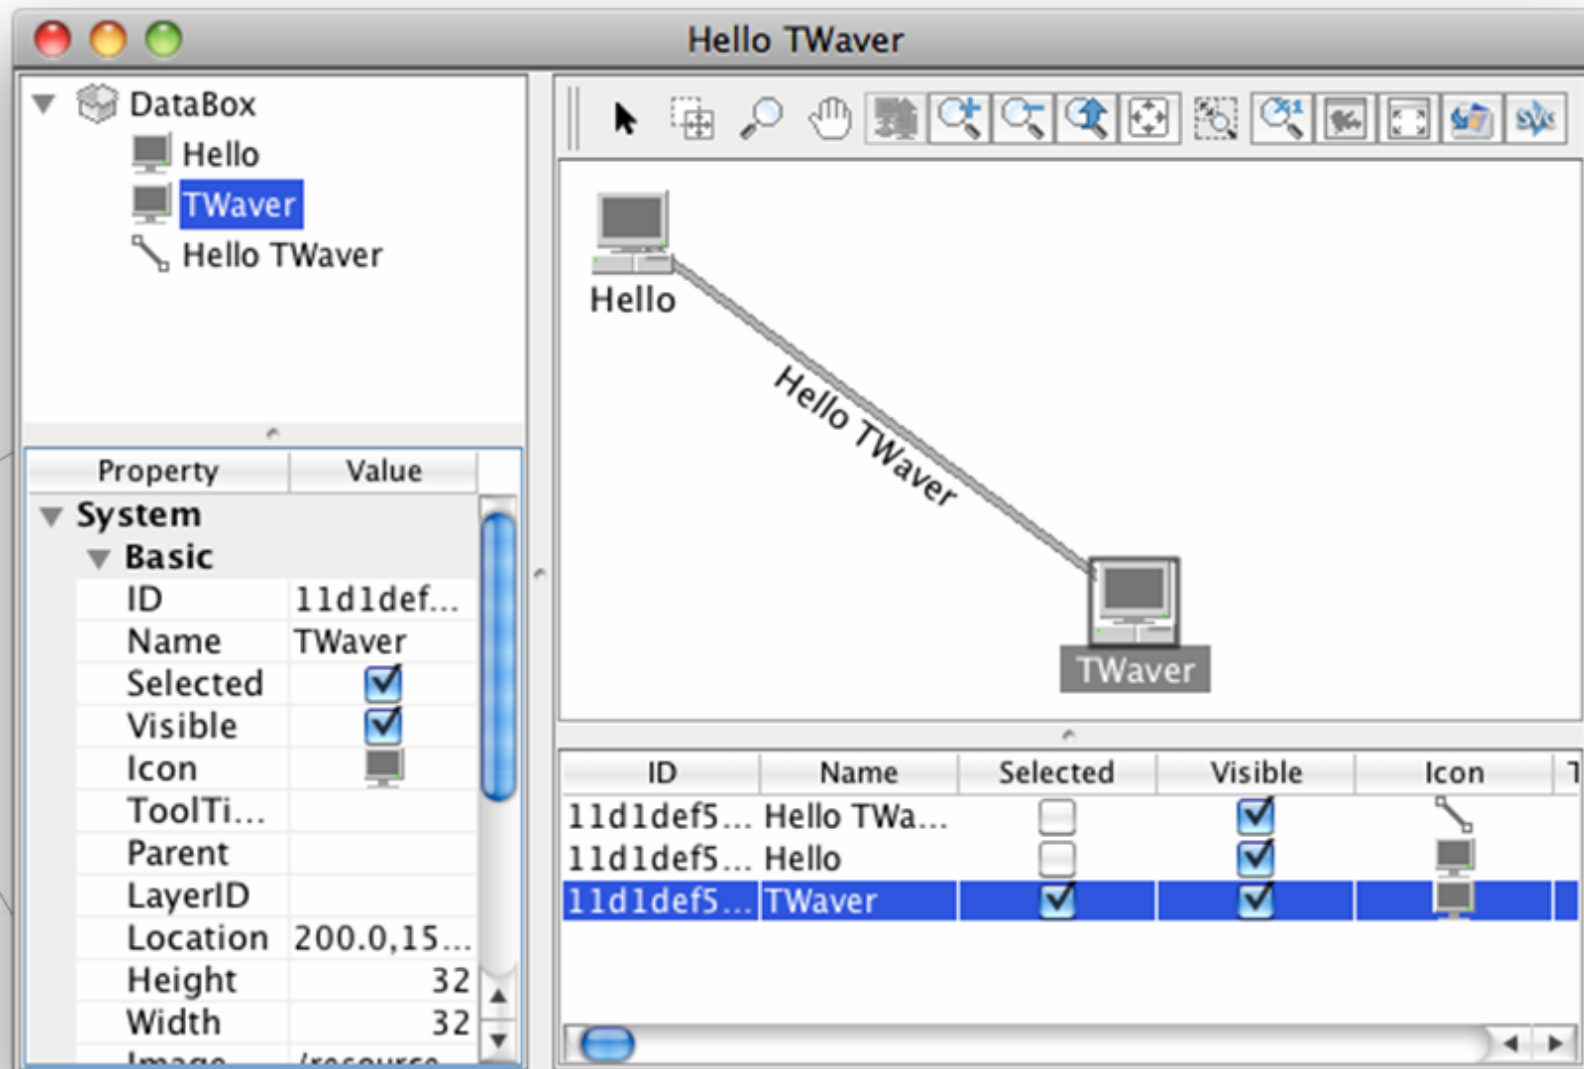 Hello TWaver
DataBox
Hello
TWaver
Hello TWaver
Property Value
System
Basic
ID 11d1def...
Name TWaver
Selected
Visible
Icon
ToolTi...
Parent
LayerID
Location 200.0,15...
Height 32
Width 32
Hello
Hello TWaver
TWaver
ID Name Selected Visible Icon
11d1def5... Hello TWa...
11d1def5... Hello
11d1def5... TWaver